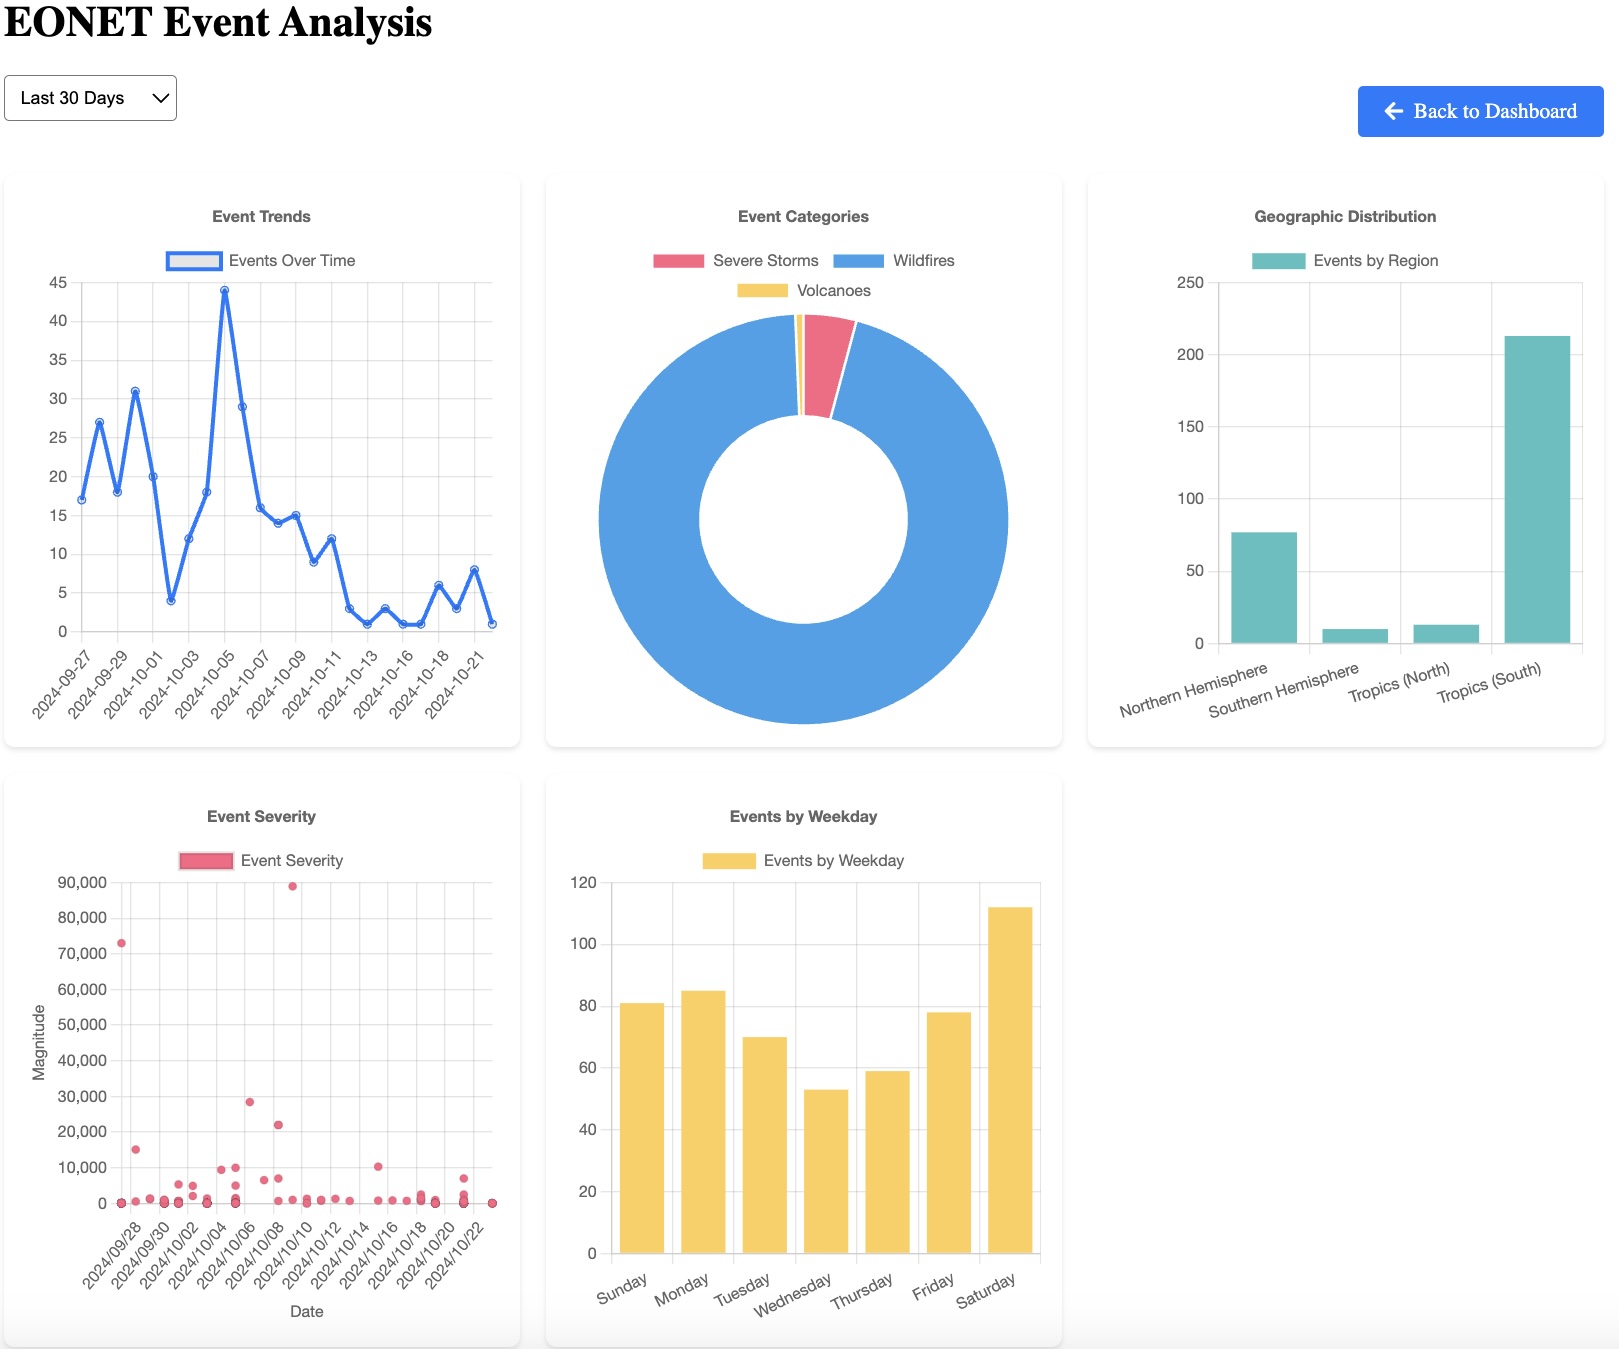 EONET Event Analysis
Last 30 Days
Back to Dashboard
Event Trends
Events Over Time
45
40
35
30
25
20
15
10
5
0
2024-09-27
2024-09-29
2024-10-01
2024-10-03
2024-10-05
2024-10-07
2024-10-09
2024-10-11
2024-10-13
2024-10-16
2024-10-18
2024-10-21
Event Categories
Severe Storms
Wildfires
Volcanoes
Geographic Distribution
Events by Region
250
200
150
100
50
0
Northern Hemisphere
Southern Hemisphere
Tropics (North)
Tropics (South)
Event Severity
Event Severity
Magnitude
90,000
80,000
70,000
60,000
50,000
40,000
30,000
20,000
10,000
0
2024/09/28
2024/09/30
2024/10/02
2024/10/04
2024/10/06
2024/10/08
2024/10/10
2024/10/12
2024/10/14
2024/10/16
2024/10/18
2024/10/20
2024/10/22
Date
Events by Weekday
Events by Weekday
120
100
80
60
40
20
0
Sunday
Monday
Tuesday
Wednesday
Thursday
Friday
Saturday